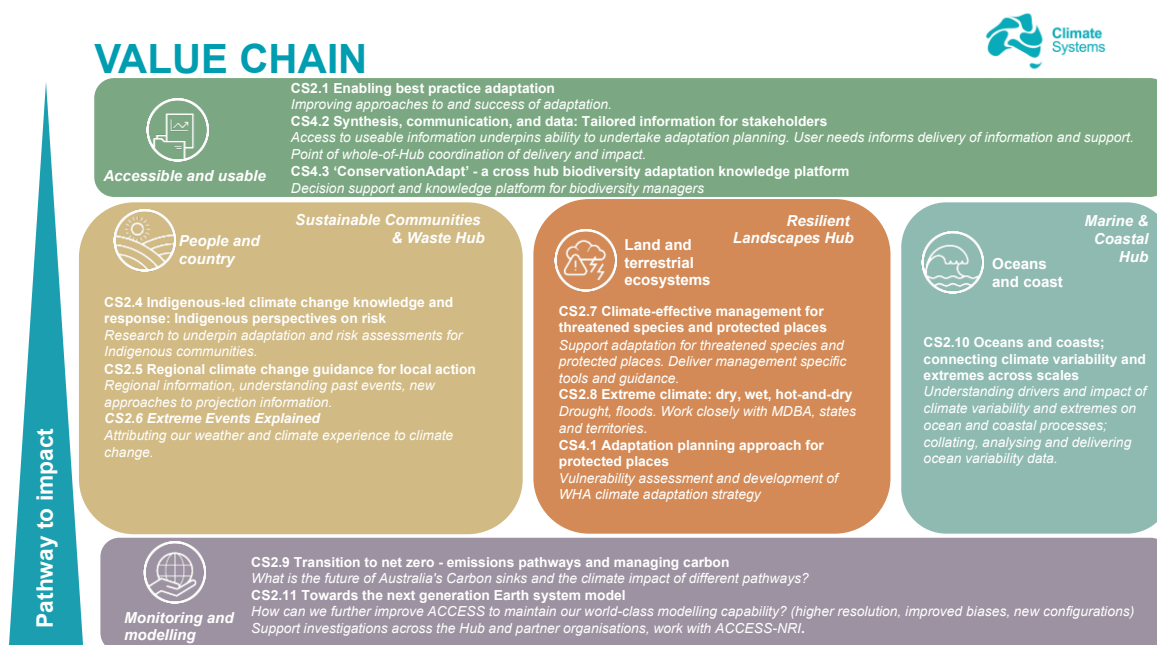 Climate
Systems
VALUE CHAIN
CS2.1 Enabling best practice adaptation
Improving approaches to and success of adaptation.
CS4.2 Synthesis, communication, and data: Tailored information for stakeholders
Access to useable information underpins ability to undertake adaptation planning. User needs informs delivery of information and support.
Point of whole-of-Hub coordination of delivery and impact.
CS4.3 ‘ConservationAdapt’ - a cross hub biodiversity adaptation knowledge platform
Decision support and knowledge platform for biodiversity managers
Accessible and usable
Sustainable Communities
& Waste Hub
People and
country
CS2.4 Indigenous-led climate change knowledge and
response: Indigenous perspectives on risk
Research to underpin adaptation and risk assessments for
Indigenous communities.
CS2.5 Regional climate change guidance for local action
Regional information, understanding past events, new
approaches to projection information.
CS2.6 Extreme Events Explained
Attributing our weather and climate experience to climate
change.
Resilient
Landscapes Hub
Land and
terrestrial
ecosystems
CS2.7 Climate-effective management for
threatened species and protected places
Support adaptation for threatened species and
protected places. Deliver management specific
tools and guidance.
CS2.8 Extreme climate: dry, wet, hot-and-dry
Drought, floods. Work closely with MDBA, states
and territories.
CS4.1 Adaptation planning approach for
protected places
Vulnerability assessment and development of
WHA climate adaptation strategy
Marine &
Coastal
Hub
Oceans
and coast
CS2.10 Oceans and coasts;
connecting climate variability and
extremes across scales
Understanding drivers and impact of
climate variability and extremes on
ocean and coastal processes;
collating, analysing and delivering
ocean variability data.
Pathway to impact
Monitoring and
modelling
CS2.9 Transition to net zero - emissions pathways and managing carbon
What is the future of Australia's Carbon sinks and the climate impact of different pathways?
CS2.11 Towards the next generation Earth system model
How can we further improve ACCESS to maintain our world-class modelling capability? (higher resolution, improved biases, new configurations)
Support investigations across the Hub and partner organisations, work with ACCESS-NRI.